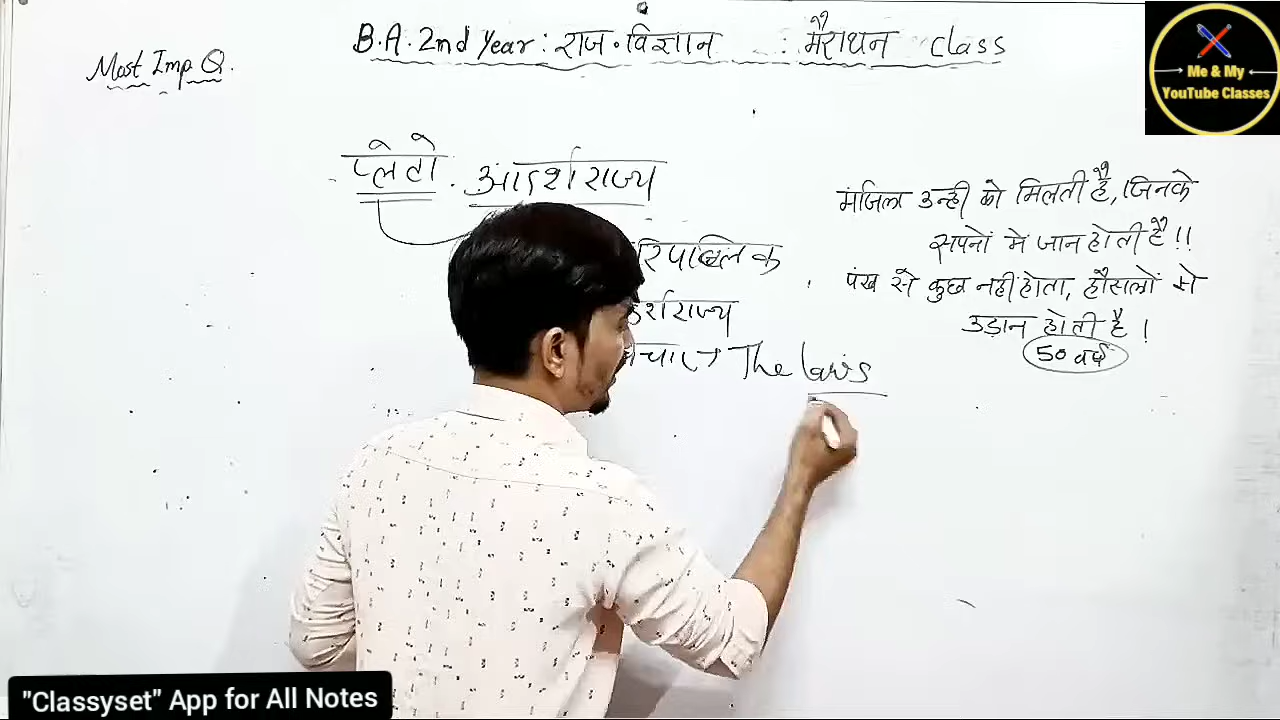 B.A. 2nd Year: राज.विज्ञान : मैराथन Class
Most Imp Q.
Me & My
YouTube Classes
प्लेटो. आदर्शराज्य
रिपब्लिक
र्शराज्य
चार → The laws
मंजिल उन्ही को मिलती है, जिनके
सपनों मे जान होती है !!
पंख से कुछ नहीं होता, हौसलों से
उड़ान होती है।
50 वर्ष
"Classyset" App for All Notes